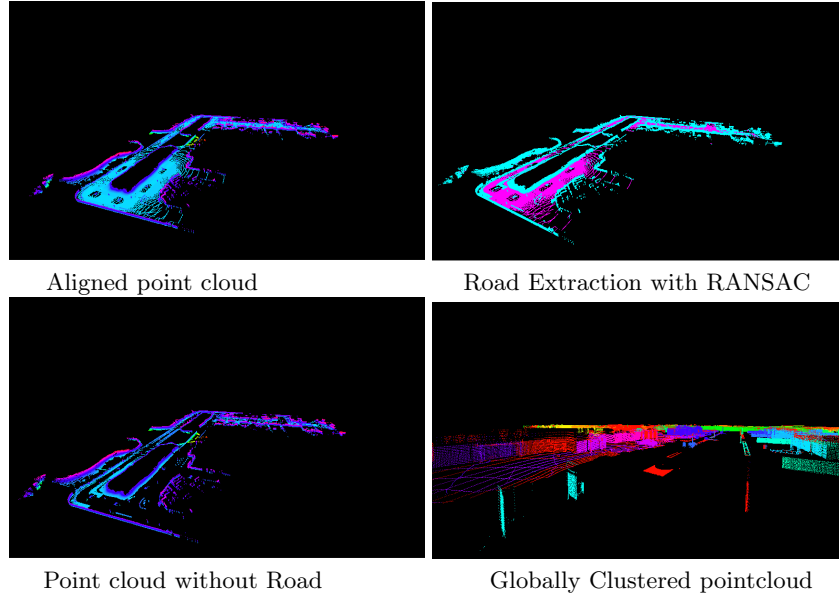 Aligned point cloud
Road Extraction with RANSAC
Point cloud without Road
Globally Clustered pointcloud